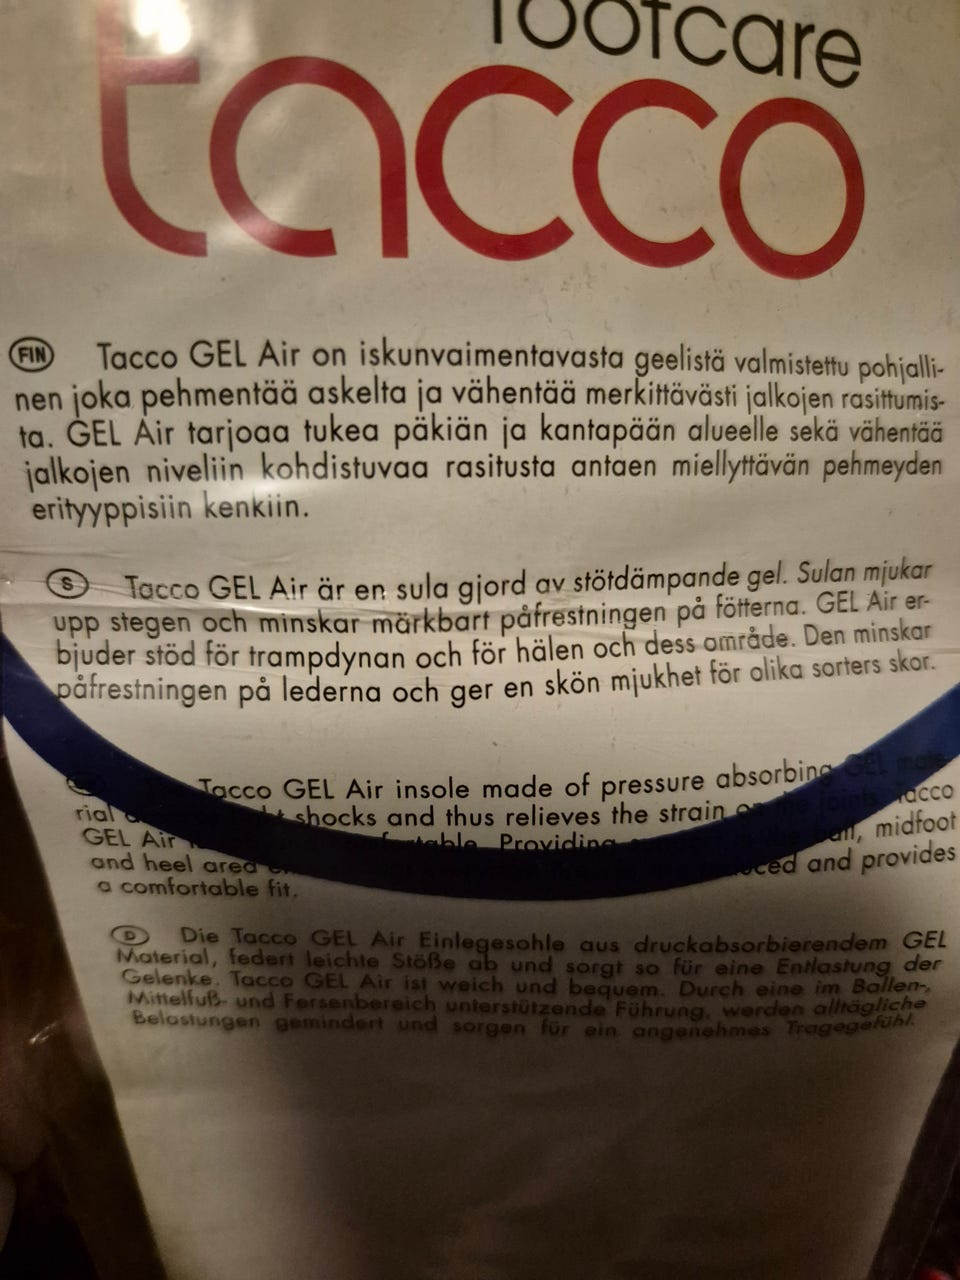 footcare
tacco
FIN Tacco GEL Air on iskunvaimentavasta geelistä valmistettu pohjalli-
nen joka pehmentää askelta ja vähentää merkittävästi jalkojen rasittumis-
ta. GEL Air tarjoaa tukea päkiän ja kantapään alueelle sekä vähentää
jalkojen niveliin kohdistuvaa rasitusta antaen miellyttävän pehmeyden
erityyppisiin kenkiin.
S Tacco GEL Air är en sula gjord av stötdämpande gel. Sulan mjukar
upp stegen och minskar märkbart påfrestningen på fötterna. GEL Air er-
bjuder stöd för trampdynan och för hälen och dess område. Den minskar
påfrestningen på lederna och ger en skön mjukhet för olika sorters skor.
Tacco GEL Air insole made of pressure absorbing GEL mate-
rial shocks and thus relieves the strain on the joints. Tacco
GEL Air Providing midfoot
and heel area and provides
a comfortable fit.
D Die Tacco GEL Air Einlegesohle aus druckabsorbierendem GEL
Material, federt leichte Stöße ab und sorgt so für eine Entlastung der
Gelenke. Tacco GEL Air ist weich und bequem. Durch eine im Ballen-,
Mittelfuß- und Fersenbereich unterstützende Führung, werden alltägliche
Belastungen gemindert und sorgen für ein angenehmes Tragegefühl.